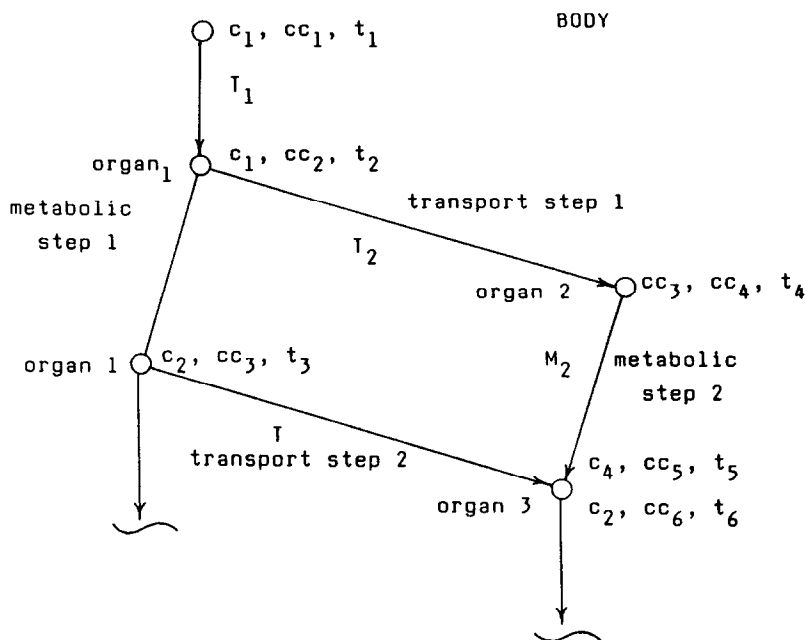 BODY
c₁, cc₁, t₁
T₁
organ₁
c₁, cc₂, t₂
metabolic
step 1
transport step 1
T₂
organ 2
cc₃, cc₄, t₄
organ 1
c₂, cc₃, t₃
M₂
metabolic
step 2
T
transport step 2
c₄, cc₅, t₅
organ 3
c₂, cc₆, t₆